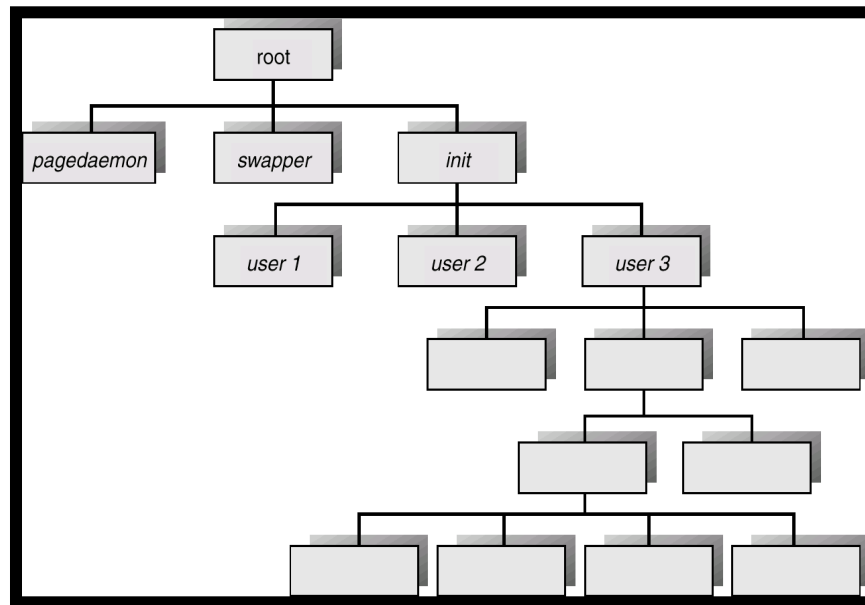 root
pagedaemon
swapper
init
user 1
user 2
user 3